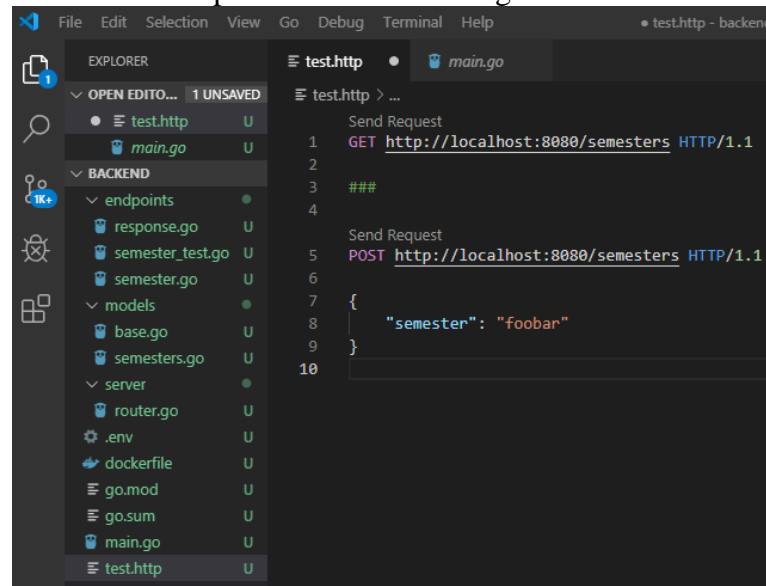 File Edit Selection View Go Debug Terminal Help ● test.http - backend
EXPLORER
OPEN EDITO... 1 UNSAVED
test.http U
main.go U
BACKEND
endpoints
response.go U
semester_test.go U
semester.go U
models
base.go U
semesters.go U
server
router.go U
.env U
dockerfile U
go.mod U
go.sum U
main.go U
test.http U
1
1K+
test.http ● main.go
test.http > ...
Send Request
1 GET http://localhost:8080/semesters HTTP/1.1
2
3 ###
4
Send Request
5 POST http://localhost:8080/semesters HTTP/1.1
6
7 {
8 "semester": "foobar"
9 }
10